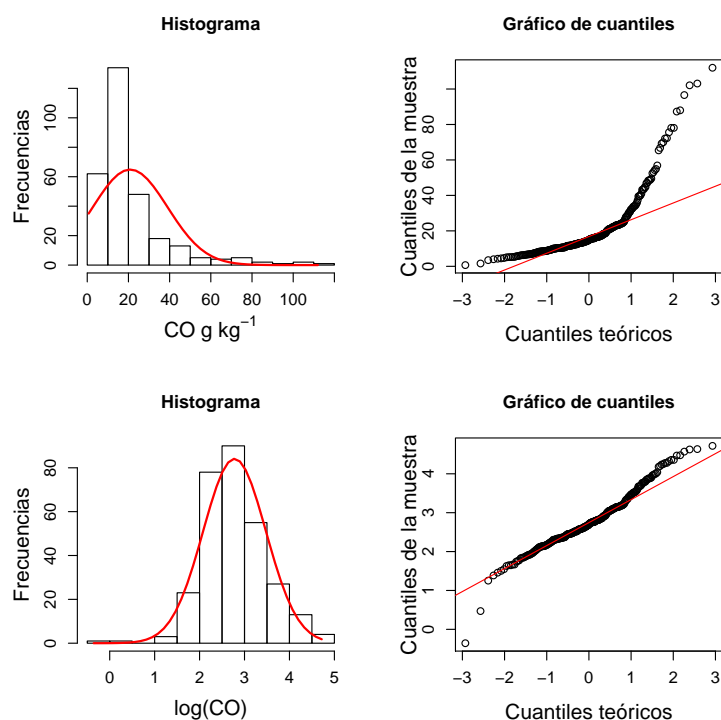 Histograma
Frecuencias
0 20 60 100
0 20 40 60 80 100
CO g kg⁻¹
Gráfico de cuantiles
Cuantiles de la muestra
0 20 40 60 80
−3 −2 −1 0 1 2 3
Cuantiles teóricos
Histograma
Frecuencias
0 20 40 60 80
0 1 2 3 4 5
log(CO)
Gráfico de cuantiles
Cuantiles de la muestra
0 1 2 3 4
−3 −2 −1 0 1 2 3
Cuantiles teóricos